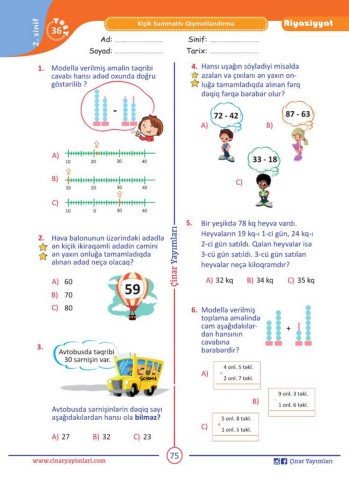 2. sinif
36
Kiçik Summativ Qiymətləndirmə
Riyaziyyat
Ad: ........................
Sinif: ........................
Soyad: ........................
Tarix: ........................
1. Modellə verilmiş əməlin təqribi
cavabı hansı ədəd oxunda doğru
göstərilib ?
-
A)
10 20 30 40
B)
10 20 30 40
C)
10 0 30 40
2. Hava balonunun üzərindəki ədədlə
ən kiçik ikirəqəmli ədədin cəmini
ən yaxın onluğa tamamladıqda
alınan ədəd neçə olacaq?
A) 60
B) 70
C) 80
59
3.
Avtobusda təqribi
30 sərnişin var.
SCHOOL
Avtobusda sərnişinlərin dəqiq sayı
aşağıdakılardan hansı ola bilməz?
A) 27 B) 32 C) 23
Çinar Yayımları
4. Hansı uşağın söylədiyi misalda
azalan və çıxılanı ən yaxın on-
luğa tamamladıqda alınan fərq
dəqiq fərqə bərabər olur?
A)
72 - 42
B)
87 - 63
C)
33 - 18
5. Bir yeşikdə 78 kq heyva vardı.
Heyvaların 19 kq-ı 1-ci gün, 24 kq-ı
2-ci gün satıldı. Qalan heyvalar isə
3-cü gün satıldı. 3-cü gün satılan
heyvalar neçə kiloqramdır?
A) 32 kq B) 34 kq C) 35 kq
6. Modellə verilmiş
toplama əməlində
cəm aşağıdakılar-
dan hansının
cavabına
bərabərdir?
+
A)
4 onl. 5 təkl.
+
2 onl. 7 təkl.
B)
9 onl. 3 təkl.
-
1 onl. 6 təkl.
C)
5 onl. 8 təkl.
+
1 onl. 5 təkl.
www.cinaryayimlari.com
75
Çinar Yayımları